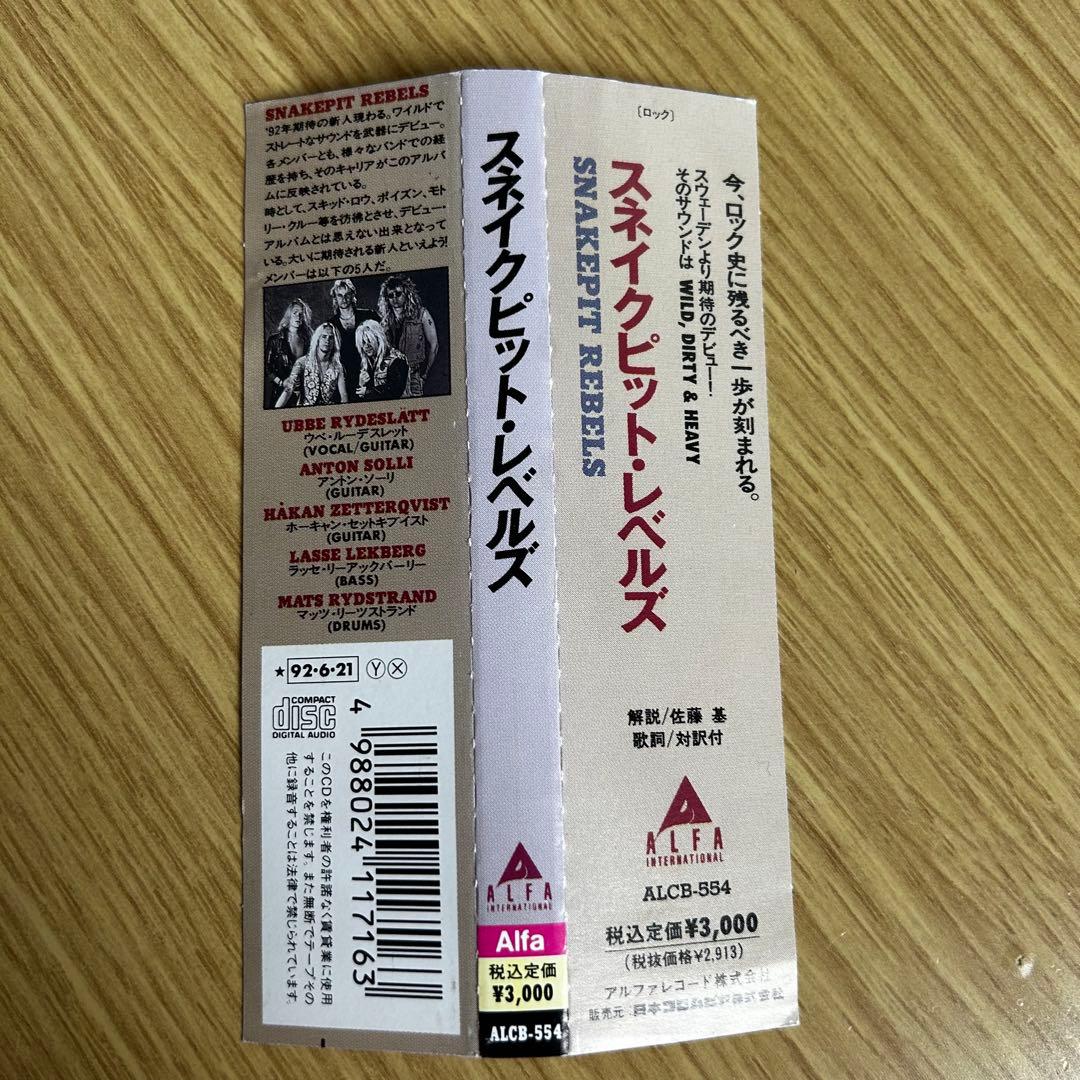 SNAKEPIT REBELS
'92年期待の新人現わる。ワイルドで
ストレートなサウンドを武器にデビュー。
各メンバーとも、様々なバンドでの経
歴を持ち、そのキャリアがこのアルバ
ムに反映されている。
時として、スキッド・ロウ、ポイズン、モト
リー・クルー等を彷彿とさせ、デビュー・
アルバムとは思えない出来となって
いる。大いに期待される新人といえよう!
メンバーは以下の5人だ。
UBBE RYDESLÄTT
ウベ・ルーデスレット
(VOCAL/GUITAR)
ANTON SOLLI
アントン・ソーリ
(GUITAR)
HÅKAN ZETTERQVIST
ホーキャン・セットキブイスト
(GUITAR)
LASSE LEKBERG
ラッセ・リーアックバーリー
(BASS)
MATS RYDSTRAND
マッツ・リーツストランド
(DRUMS)
★92・6・21 Ⓨ Ⓧ
COMPACT
disc
DIGITAL AUDIO
4 988024 117163
このCDを権利者の許諾なく賃貸業に使用
することを禁じます。また無断でテープその
他に録音することは法律で禁じられています。
スネイクピット・レベルズ
ALFA
INTERNATIONAL
Alfa
税込定価
¥3,000
ALCB-554
〔ロック〕
今、ロック史に残るべき一歩が刻まれる。
スウェーデンより期待のデビュー!
そのサウンドは WILD, DIRTY & HEAVY
スネイクピット・レベルズ
SNAKEPIT REBELS
解説/佐藤 基
歌詞/対訳付
ALFA
INTERNATIONAL
ALCB-554
税込定価¥3,000
(税抜価格¥2,913)
アルファレコード株式会社
販売元: